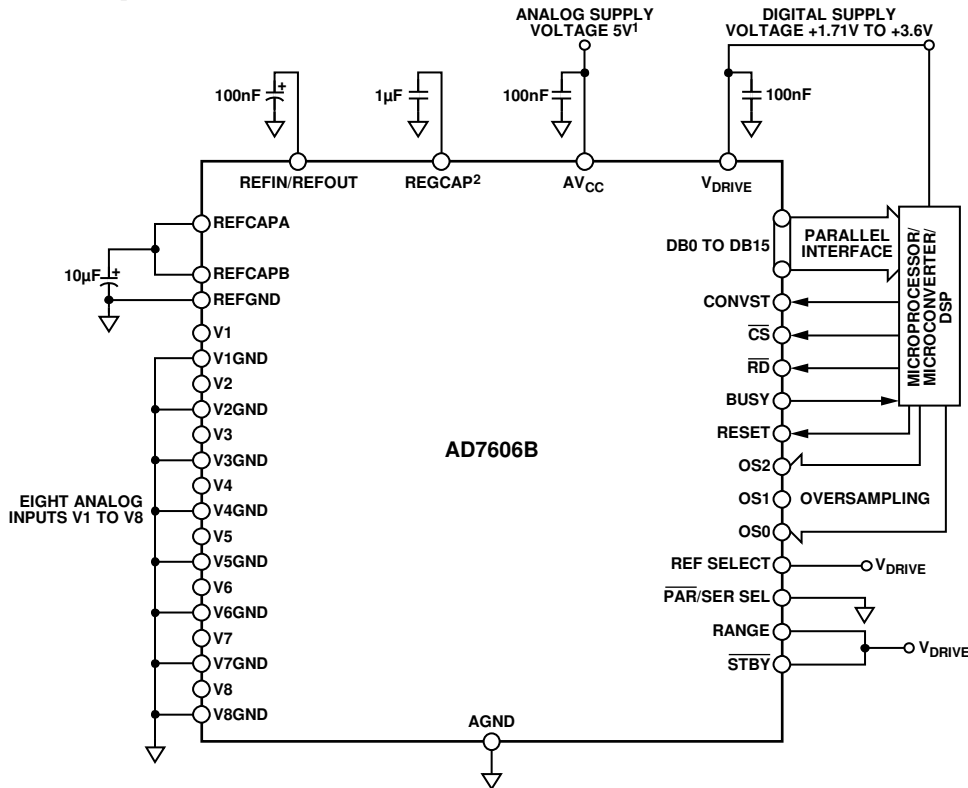 ANALOG SUPPLY
VOLTAGE 5V1
DIGITAL SUPPLY
VOLTAGE +1.71V TO +3.6V
100nF
+
1µF
100nF
100nF
REFIN/REFOUT
REGCAP2
AVCC
VDRIVE
REFCAPA
REFCAPB
10µF
+
REFGND
V1
V1GND
V2
V2GND
V3
V3GND
V4
V4GND
V5
V5GND
V6
V6GND
V7
V7GND
V8
V8GND
EIGHT ANALOG
INPUTS V1 TO V8
AD7606B
AGND
DB0 TO DB15
PARALLEL
INTERFACE
CONVST
CS
RD
BUSY
RESET
OS2
OS1
OVERSAMPLING
OS0
REF SELECT
VDRIVE
PAR/SER SEL
RANGE
STBY
VDRIVE
MICROPROCESSOR/
MICROCONVERTER/
DSP